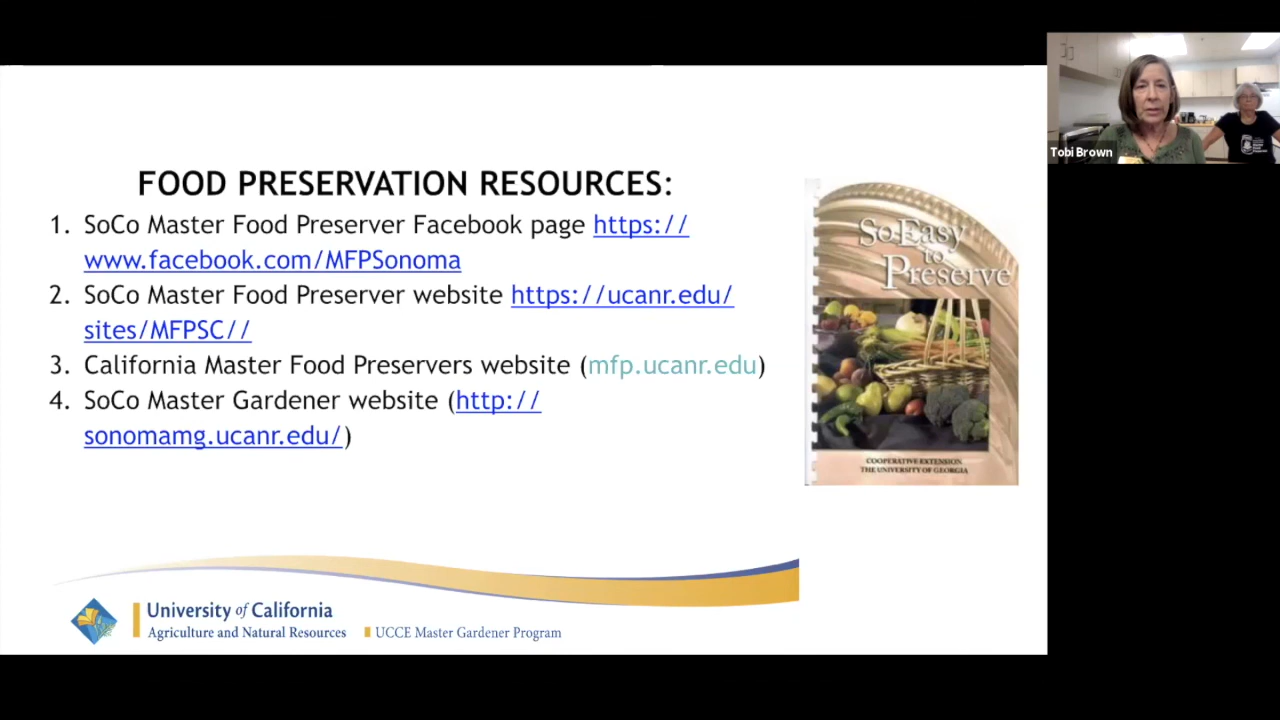 FOOD PRESERVATION RESOURCES:
1. SoCo Master Food Preserver Facebook page https://
www.facebook.com/MFPSonoma
2. SoCo Master Food Preserver website https://ucanr.edu/
sites/MFPSC//
3. California Master Food Preservers website (mfp.ucanr.edu)
4. SoCo Master Gardener website (http://
sonomamg.ucanr.edu/)
So Easy
to
Preserve
COOPERATIVE EXTENSION
THE UNIVERSITY OF GEORGIA
University of California
Agriculture and Natural Resources
UCCE Master Gardener Program
Tobi Brown